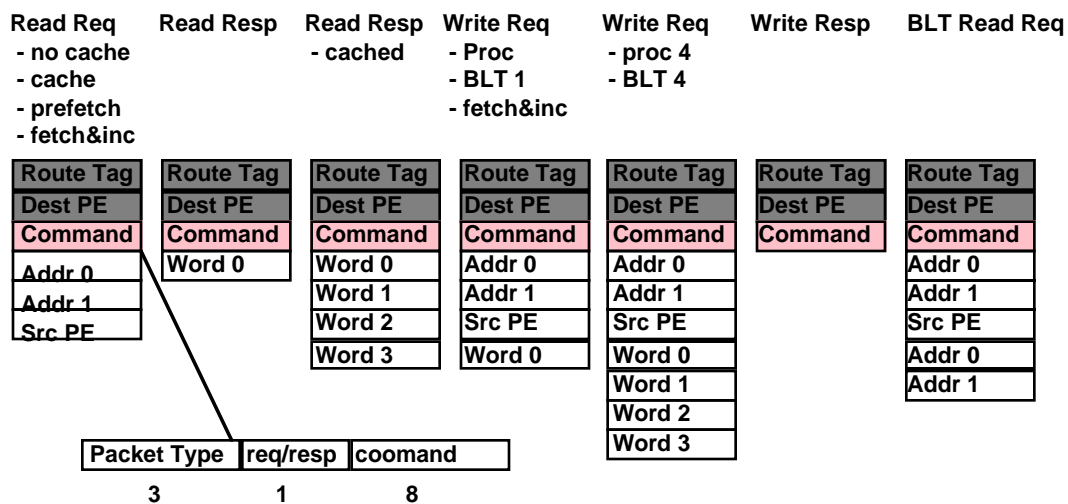 Read Req Read Resp Read Resp Write Req Write Req Write Resp BLT Read Req
- no cache - cached - Proc - proc 4
- cache - BLT 1 - BLT 4
- prefetch - fetch&inc
- fetch&inc
Route Tag Route Tag Route Tag Route Tag Route Tag Route Tag Route Tag
Dest PE Dest PE Dest PE Dest PE Dest PE Dest PE Dest PE
Command Command Command Command Command Command Command
Addr 0 Word 0 Word 0 Addr 0 Addr 0 Addr 0
Addr 1 Word 1 Addr 1 Addr 1 Addr 1
Src PE Word 2 Src PE Src PE Src PE
Word 3 Word 0 Word 0 Addr 0
Word 1 Addr 1
Word 2
Word 3
Packet Type req/resp coomand
3 1 8